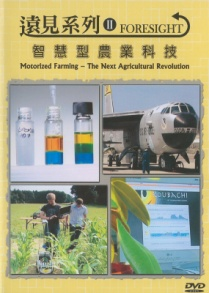 遠見系列 II FORESIGHT
智慧型農業科技
Motorized Farming – The Next Agricultural Revolution
DVD